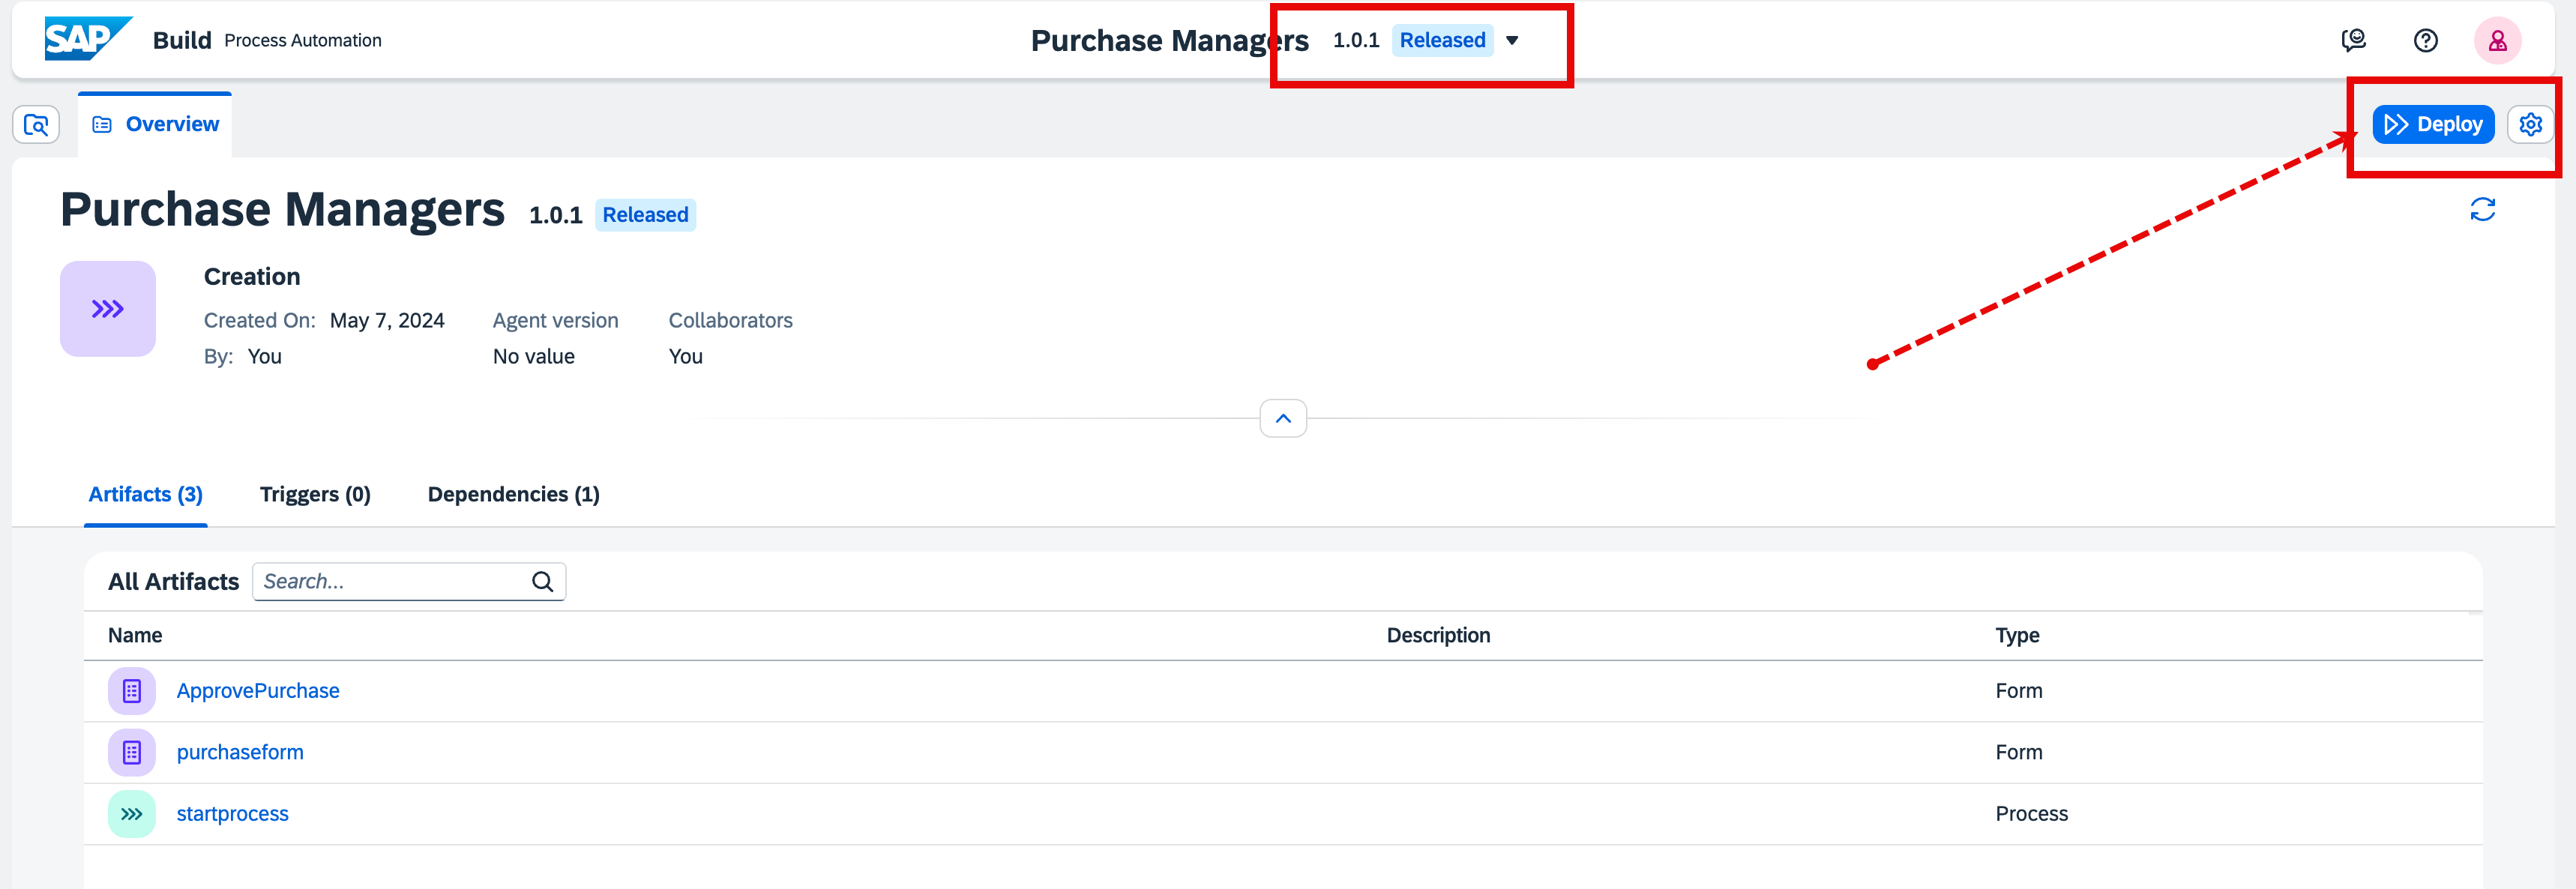 SAP Build Process Automation
Purchase Managers 1.0.1 Released
Overview
Deploy
Purchase Managers 1.0.1 Released
Creation
Created On: May 7, 2024 Agent version Collaborators
By: You No value You
Artifacts (3) Triggers (0) Dependencies (1)
All Artifacts Search...
Name Description Type
ApprovePurchase Form
purchaseform Form
startprocess Process